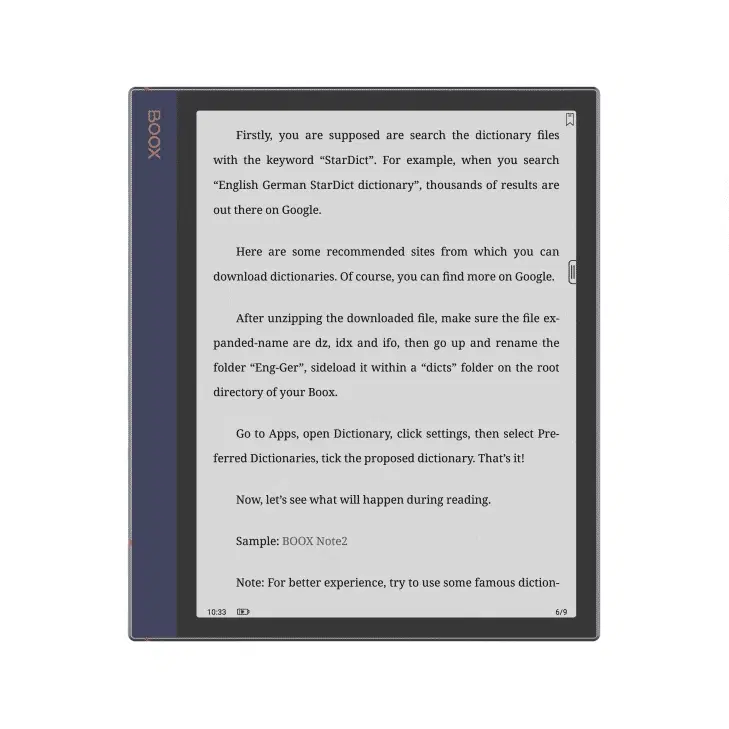 BOOX
Firstly, you are supposed are search the dictionary files
with the keyword “StarDict”. For example, when you search
“English German StarDict dictionary”, thousands of results are
out there on Google.
Here are some recommended sites from which you can
download dictionaries. Of course, you can find more on Google.
After unzipping the downloaded file, make sure the file ex-
panded-name are dz, idx and ifo, then go up and rename the
folder “Eng-Ger”, sideload it within a “dicts” folder on the root
directory of your Boox.
Go to Apps, open Dictionary, click settings, then select Pre-
ferred Dictionaries, tick the proposed dictionary. That’s it!
Now, let’s see what will happen during reading.
Sample: BOOX Note2
Note: For better experience, try to use some famous diction-
10:33 6/9